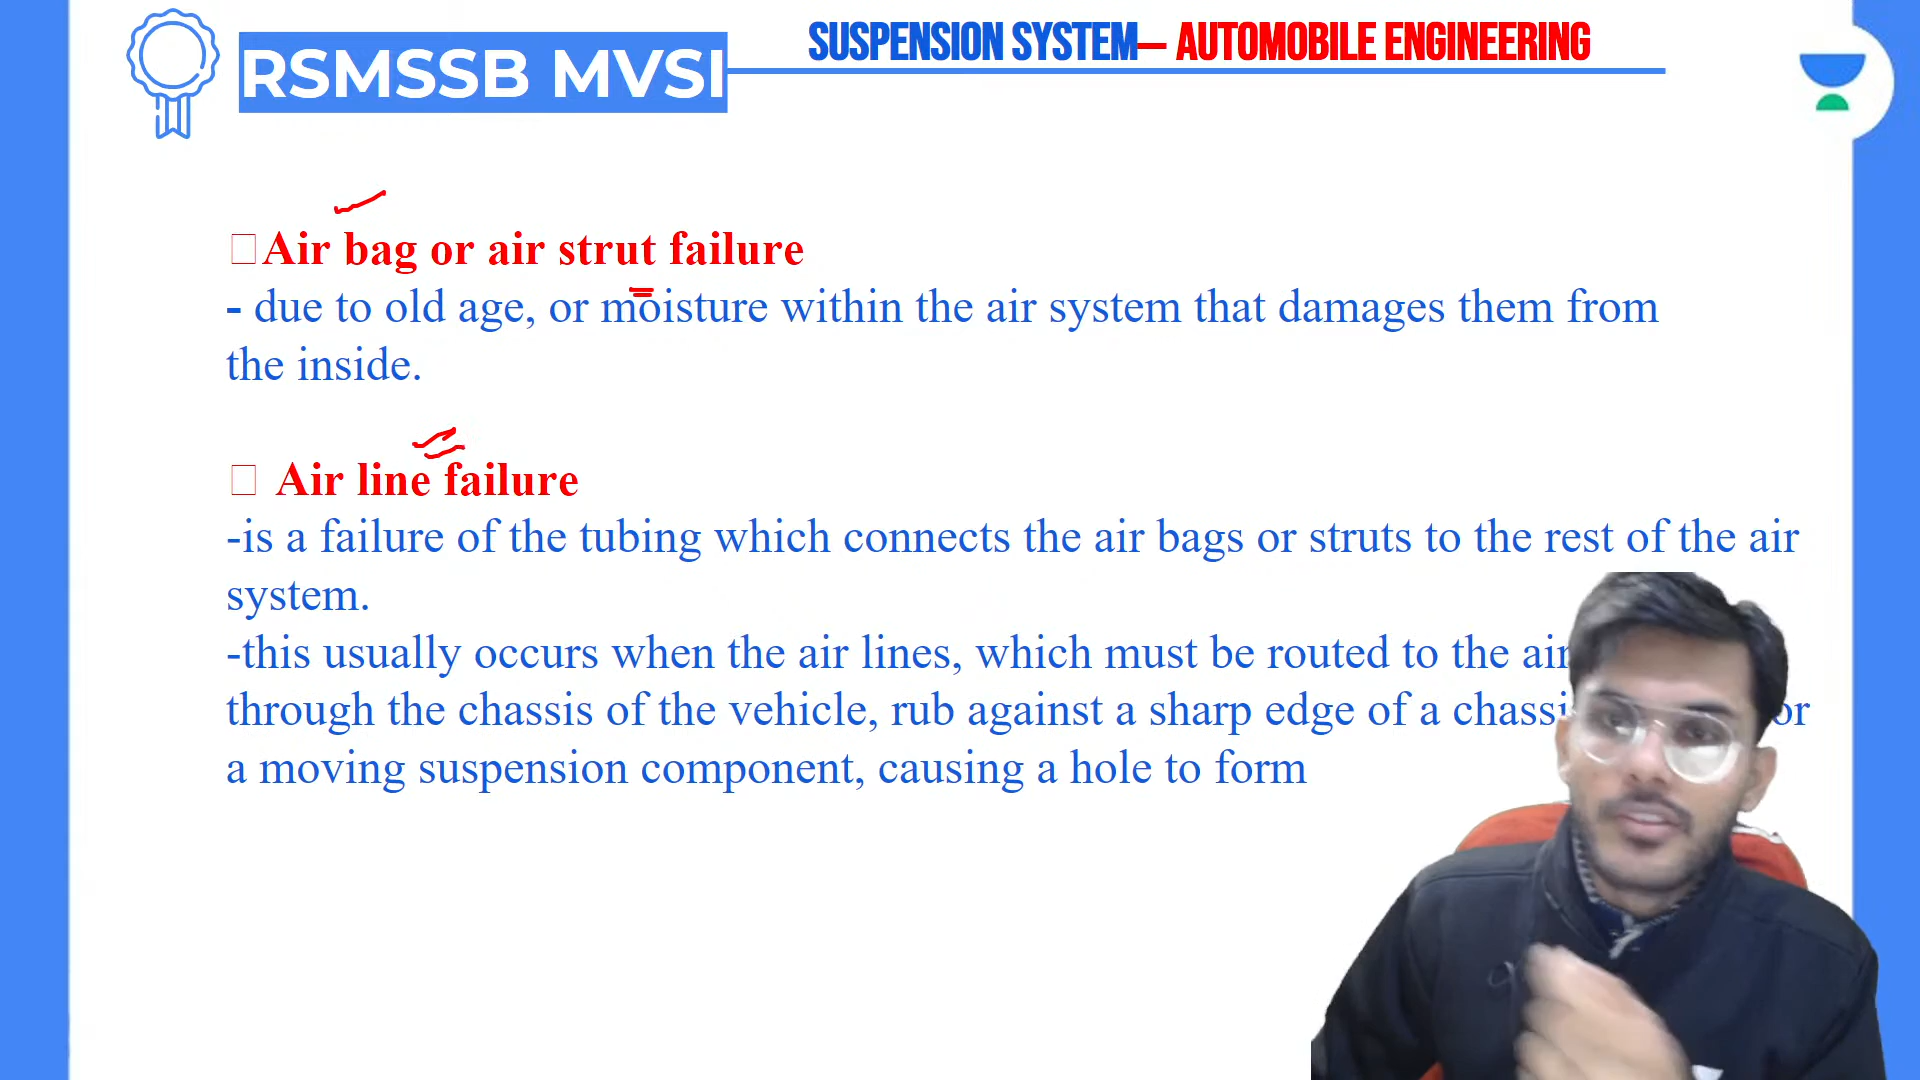 RSMSSB MVSI
SUSPENSION SYSTEM– AUTOMOBILE ENGINEERING
Air bag or air strut failure
- due to old age, or moisture within the air system that damages them from
the inside.
Air line failure
-is a failure of the tubing which connects the air bags or struts to the rest of the air
system.
-this usually occurs when the air lines, which must be routed to the air
through the chassis of the vehicle, rub against a sharp edge of a or
a moving suspension component, causing a hole to form